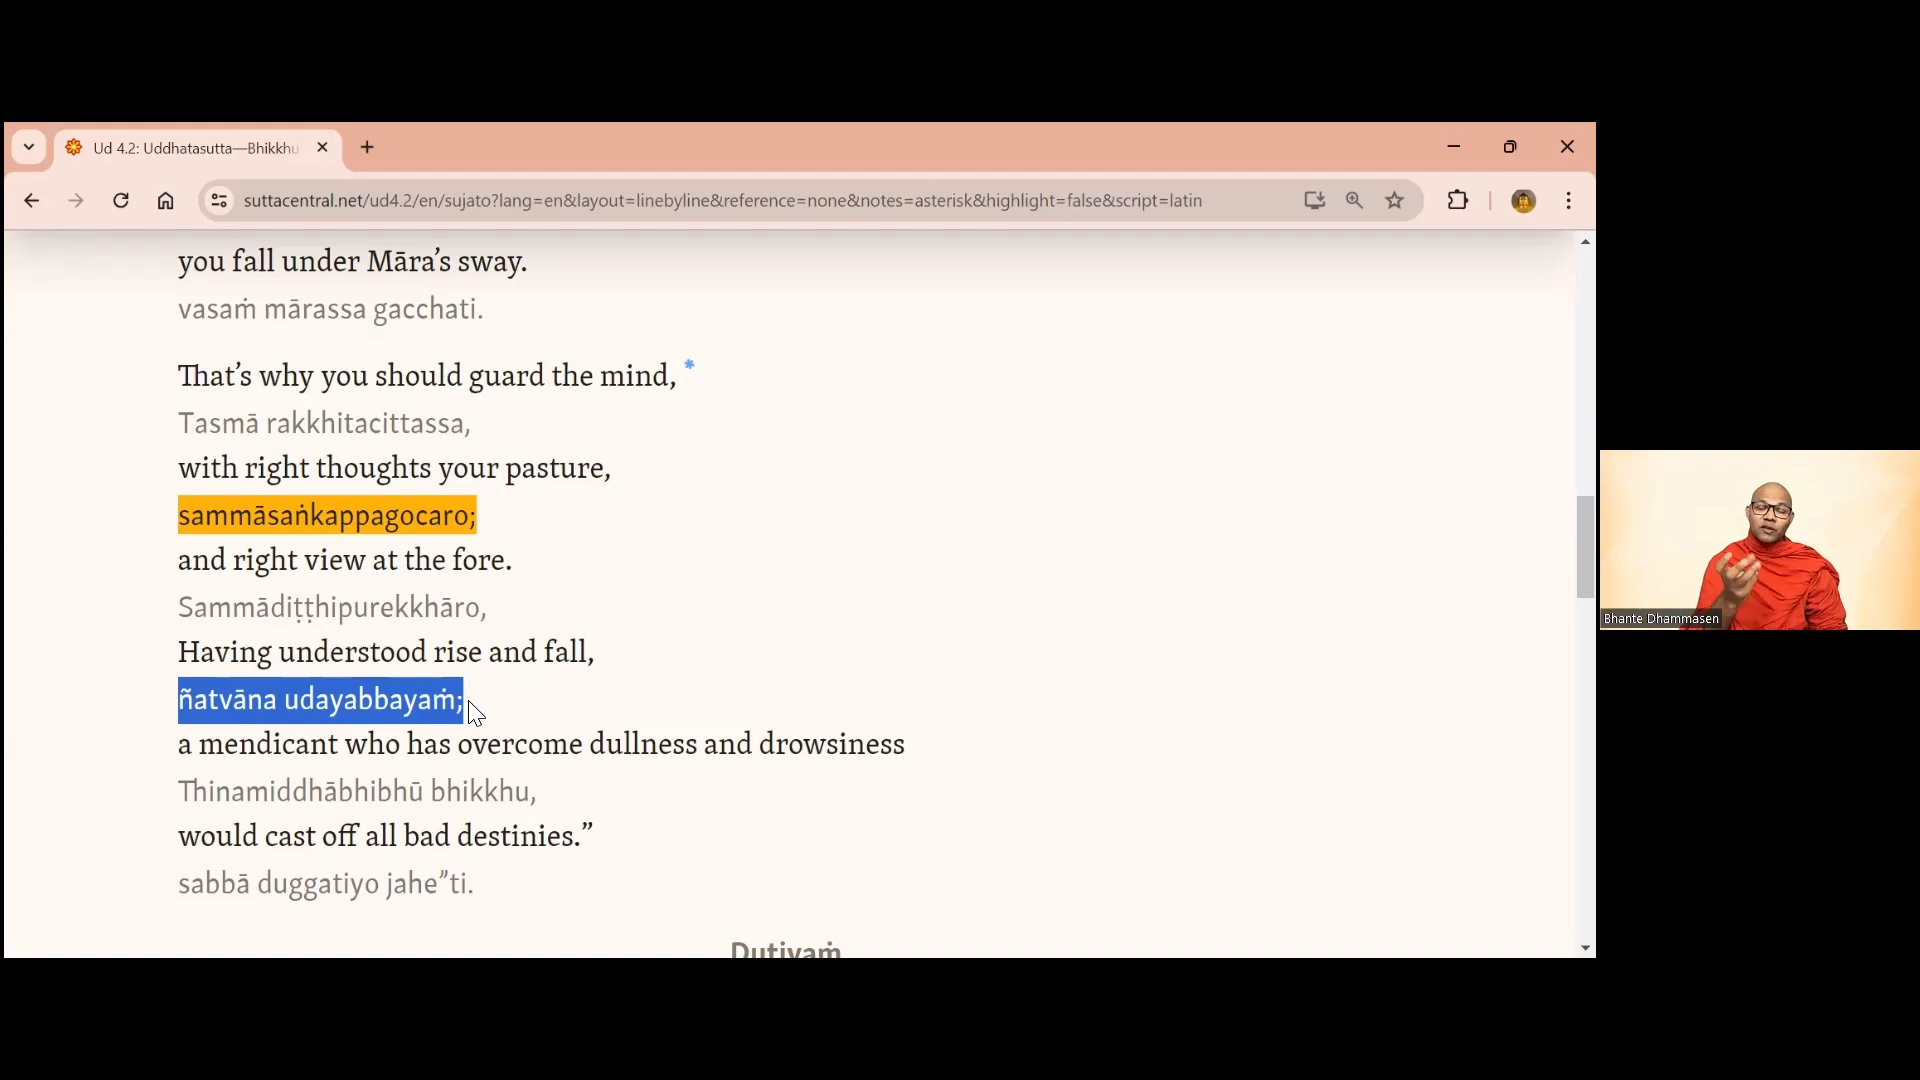 Ud 4.2: Uddhatasutta—Bhikkhu
suttacentral.net/ud4.2/en/sujato?lang=en&layout=linebyline&reference=none&notes=asterisk&highlight=false&script=latin
you fall under Māra’s sway.
vasaṁ mārassa gacchati.
That’s why you should guard the mind, *
Tasmā rakkhitacittassa,
with right thoughts your pasture,
sammāsaṅkappagocaro;
and right view at the fore.
Sammādiṭṭhipurekkhāro,
Having understood rise and fall,
ñatvāna udayabbayaṁ;
a mendicant who has overcome dullness and drowsiness
Thinamiddhābhibhū bhikkhu,
would cast off all bad destinies.”
sabbā duggatiyo jahe”ti.
Dutiyaṁ
Bhante Dhammasen